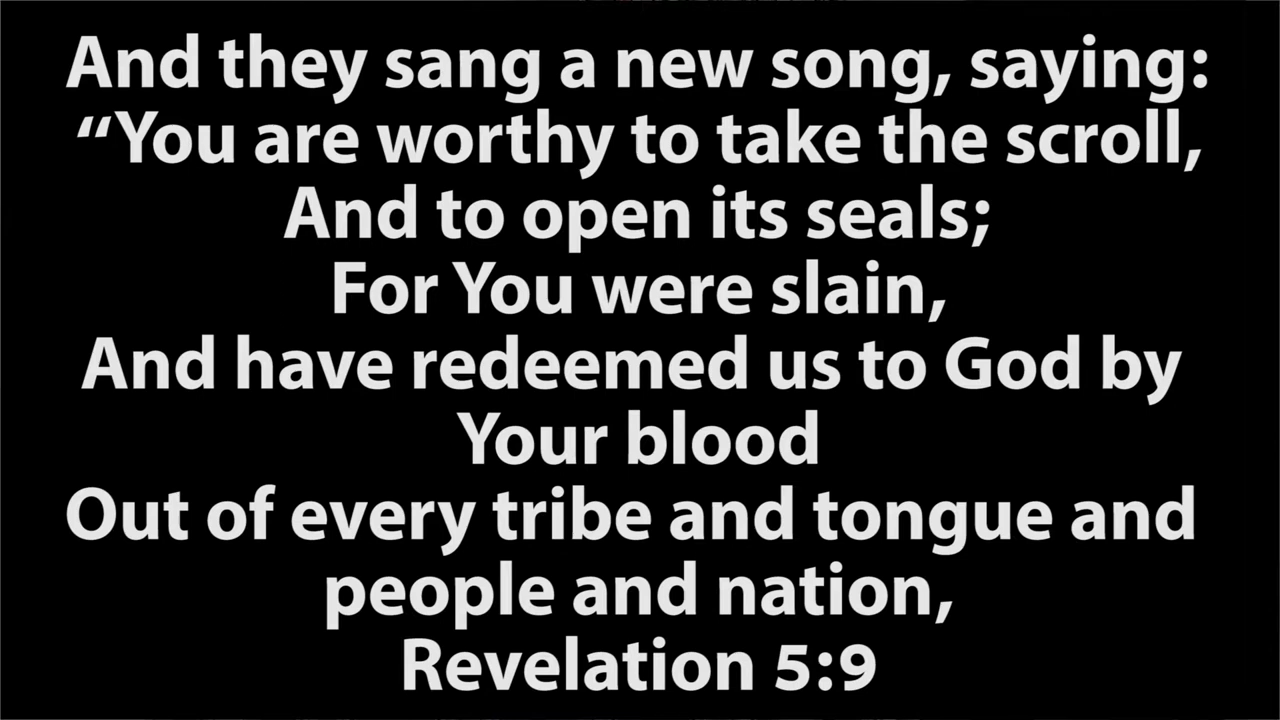 And they sang a new song, saying:
“You are worthy to take the scroll,
And to open its seals;
For You were slain,
And have redeemed us to God by
Your blood
Out of every tribe and tongue and
people and nation,
Revelation 5:9